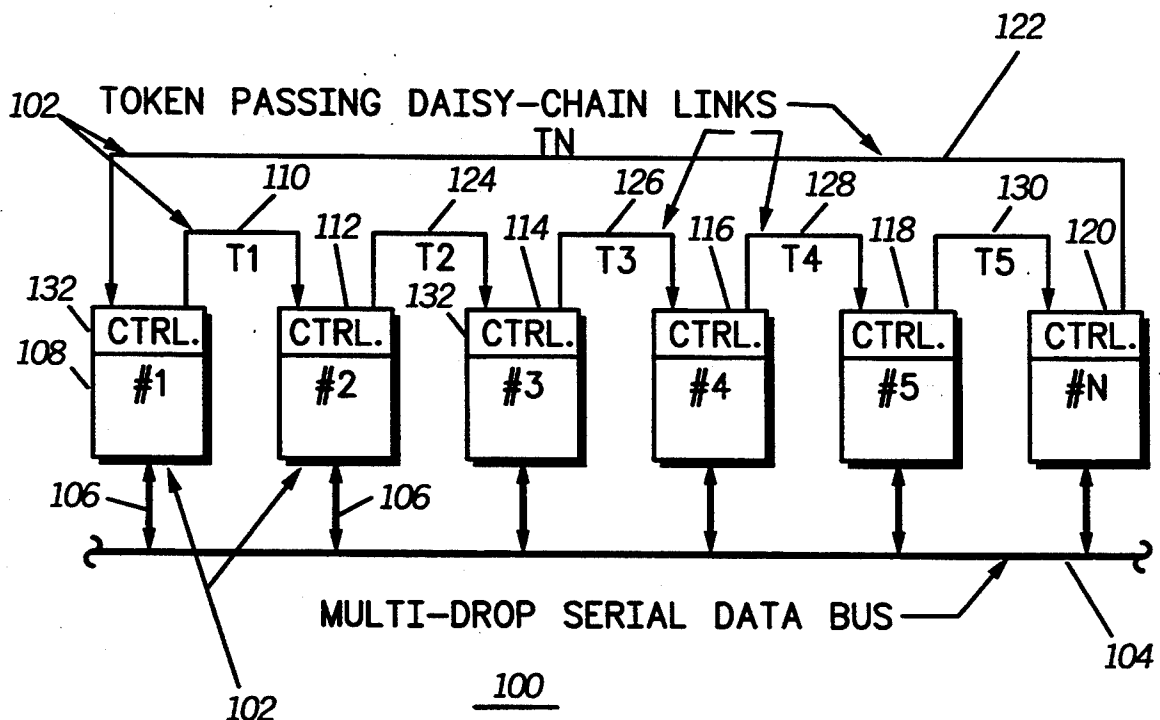 122
102
TOKEN PASSING DAISY-CHAIN LINKS
TN
110
124
126
128
130
112
114
116
118
120
T1
T2
T3
T4
T5
132
132
CTRL.
CTRL.
CTRL.
CTRL.
CTRL.
CTRL.
108
#1
#2
#3
#4
#5
#N
106
106
MULTI-DROP SERIAL DATA BUS
104
102
100